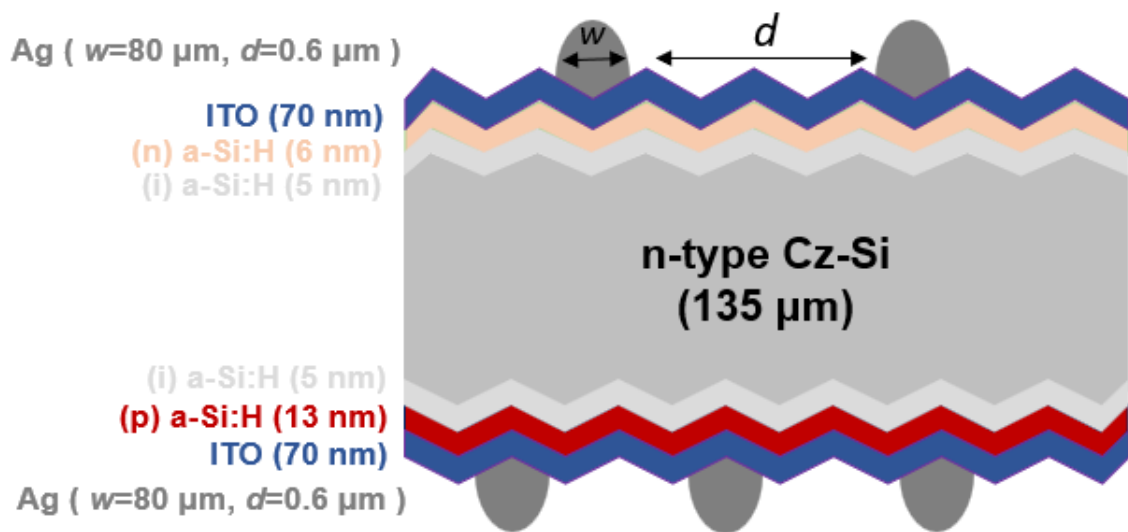 Ag ( w=80 µm, d=0.6 µm )
w
d
ITO (70 nm)
(n) a-Si:H (6 nm)
(i) a-Si:H (5 nm)
n-type Cz-Si
(135 µm)
(i) a-Si:H (5 nm)
(p) a-Si:H (13 nm)
ITO (70 nm)
Ag ( w=80 µm, d=0.6 µm )